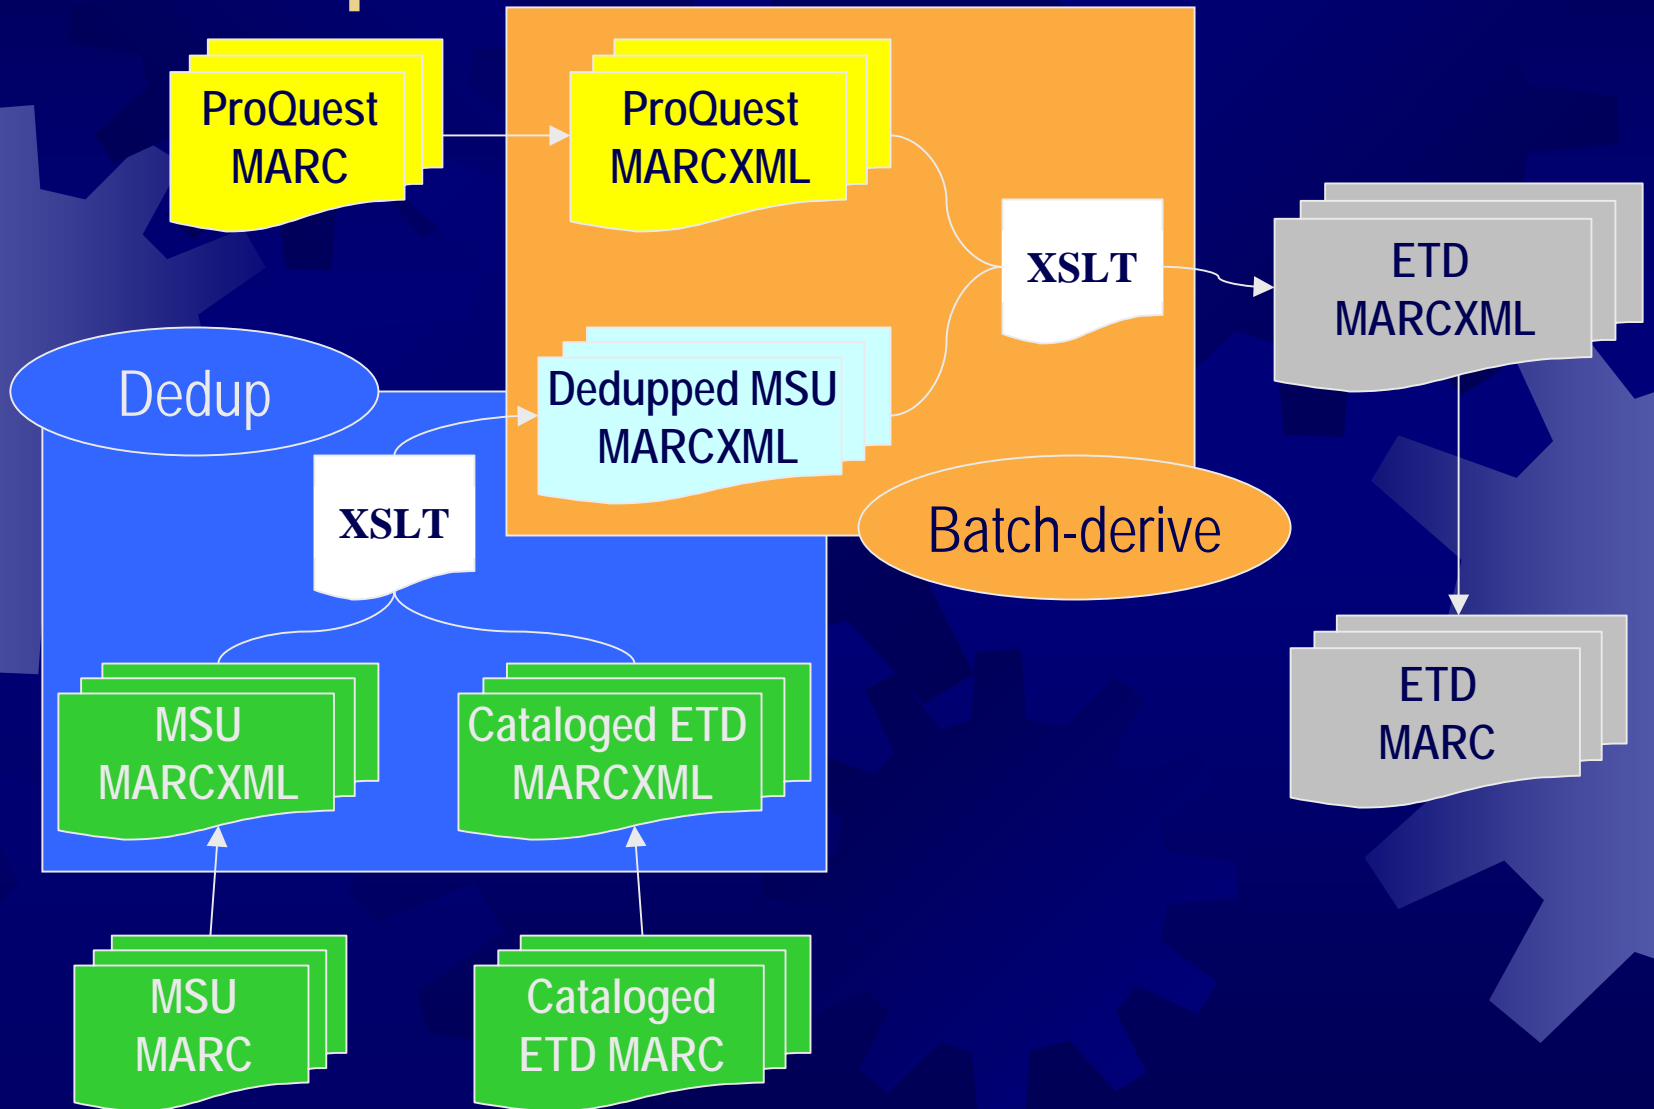 ProQuest
MARC
ProQuest
MARCXML
XSLT
ETD
MARCXML
Dedup
Dedupped MSU
MARCXML
XSLT
Batch-derive
MSU
MARCXML
Cataloged ETD
MARCXML
ETD
MARC
MSU
MARC
Cataloged
ETD MARC